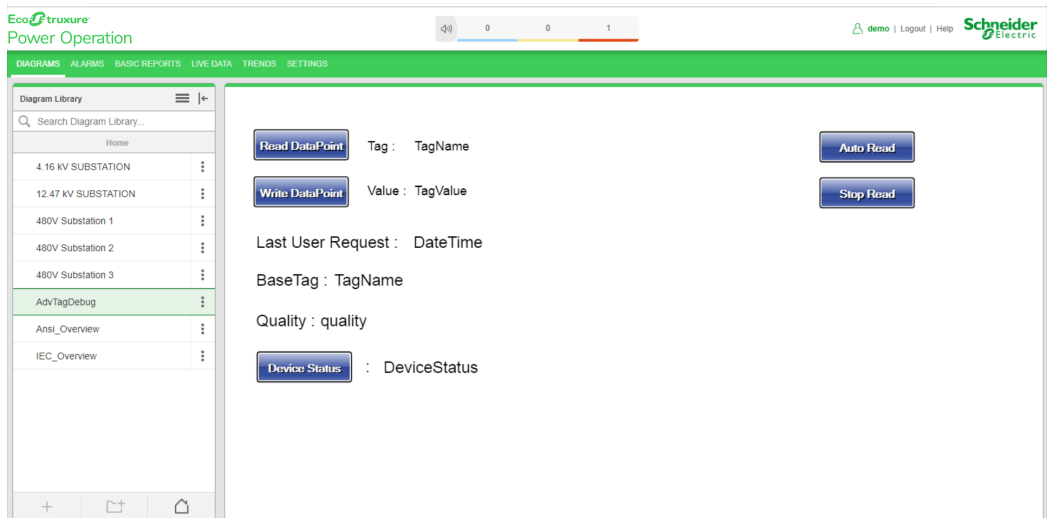 EcoStruxure
Power Operation
0 0 1
demo | Logout | Help
Schneider Electric
DIAGRAMS ALARMS BASIC REPORTS LIVE DATA TRENDS SETTINGS
Diagram Library
Search Diagram Library...
Home
4.16 kV SUBSTATION
12.47 kV SUBSTATION
480V Substation 1
480V Substation 2
480V Substation 3
AdvTagDebug
Ansi_Overview
IEC_Overview
Read DataPoint Tag : TagName Auto Read
Write DataPoint Value : TagValue Stop Read
Last User Request : DateTime
BaseTag : TagName
Quality : quality
Device Status : DeviceStatus